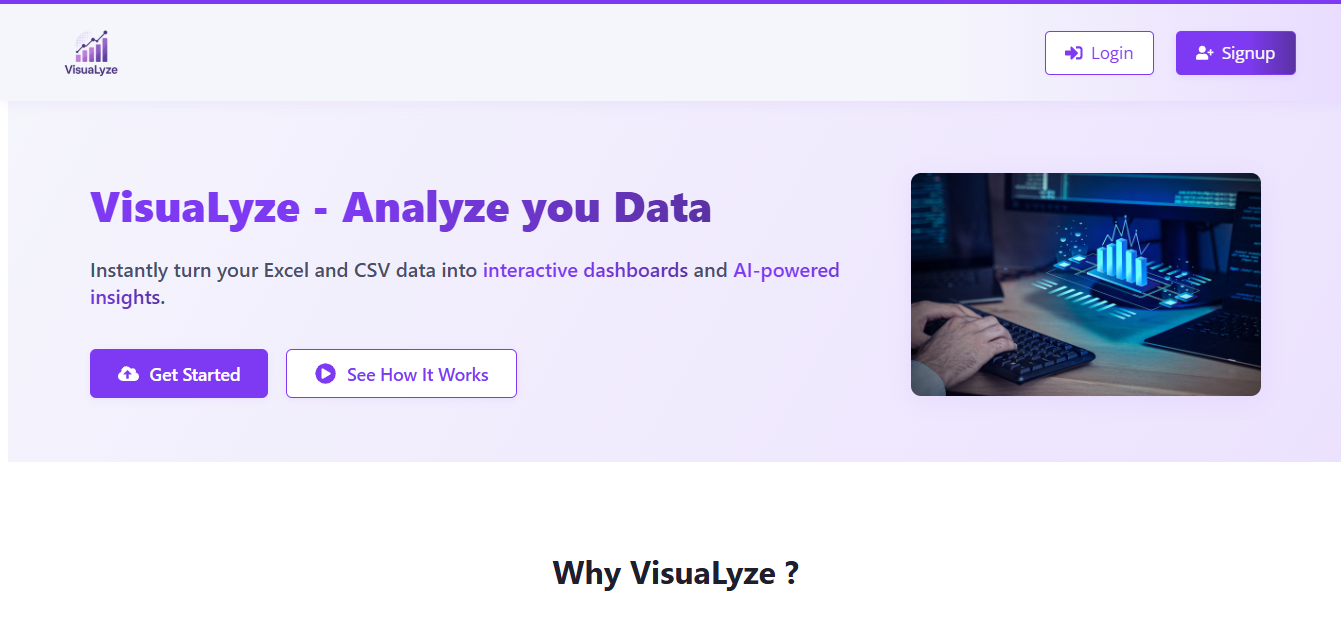 VisuaLyze
Login
Signup
VisuaLyze - Analyze you Data
Instantly turn your Excel and CSV data into interactive dashboards and AI-powered
insights.
Get Started
See How It Works
Why VisuaLyze ?